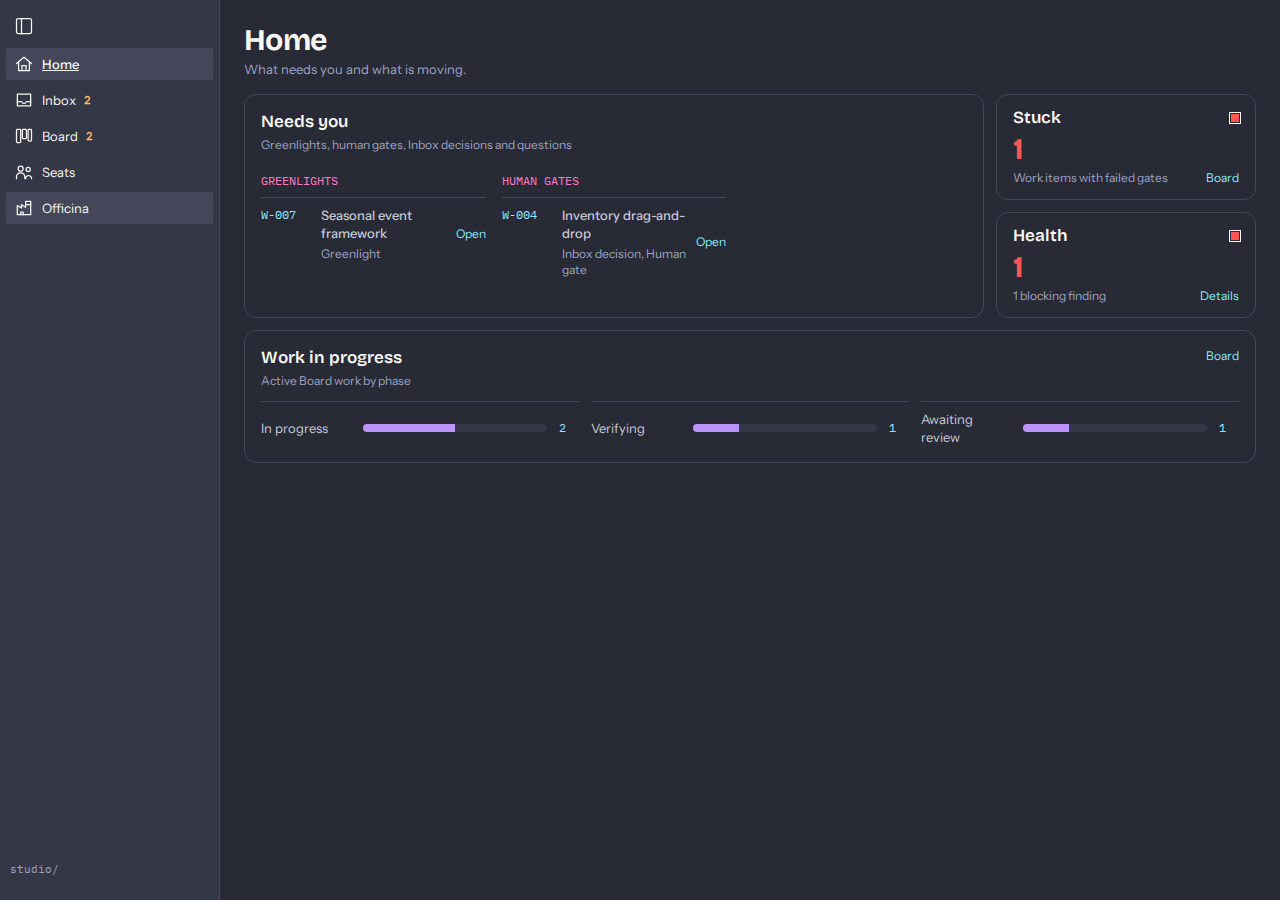 Home
Inbox 2
Board 2
Seats
Officina
studio/
Home
What needs you and what is moving.
Needs you
Greenlights, human gates, Inbox decisions and questions
GREENLIGHTS
W-007
Seasonal event
framework
Greenlight
Open
HUMAN GATES
W-004
Inventory drag-and-
drop
Inbox decision, Human
gate
Open
Stuck
1
Work items with failed gates
Board
Health
1
1 blocking finding
Details
Work in progress
Board
Active Board work by phase
In progress 2
Verifying 1
Awaiting
review
1